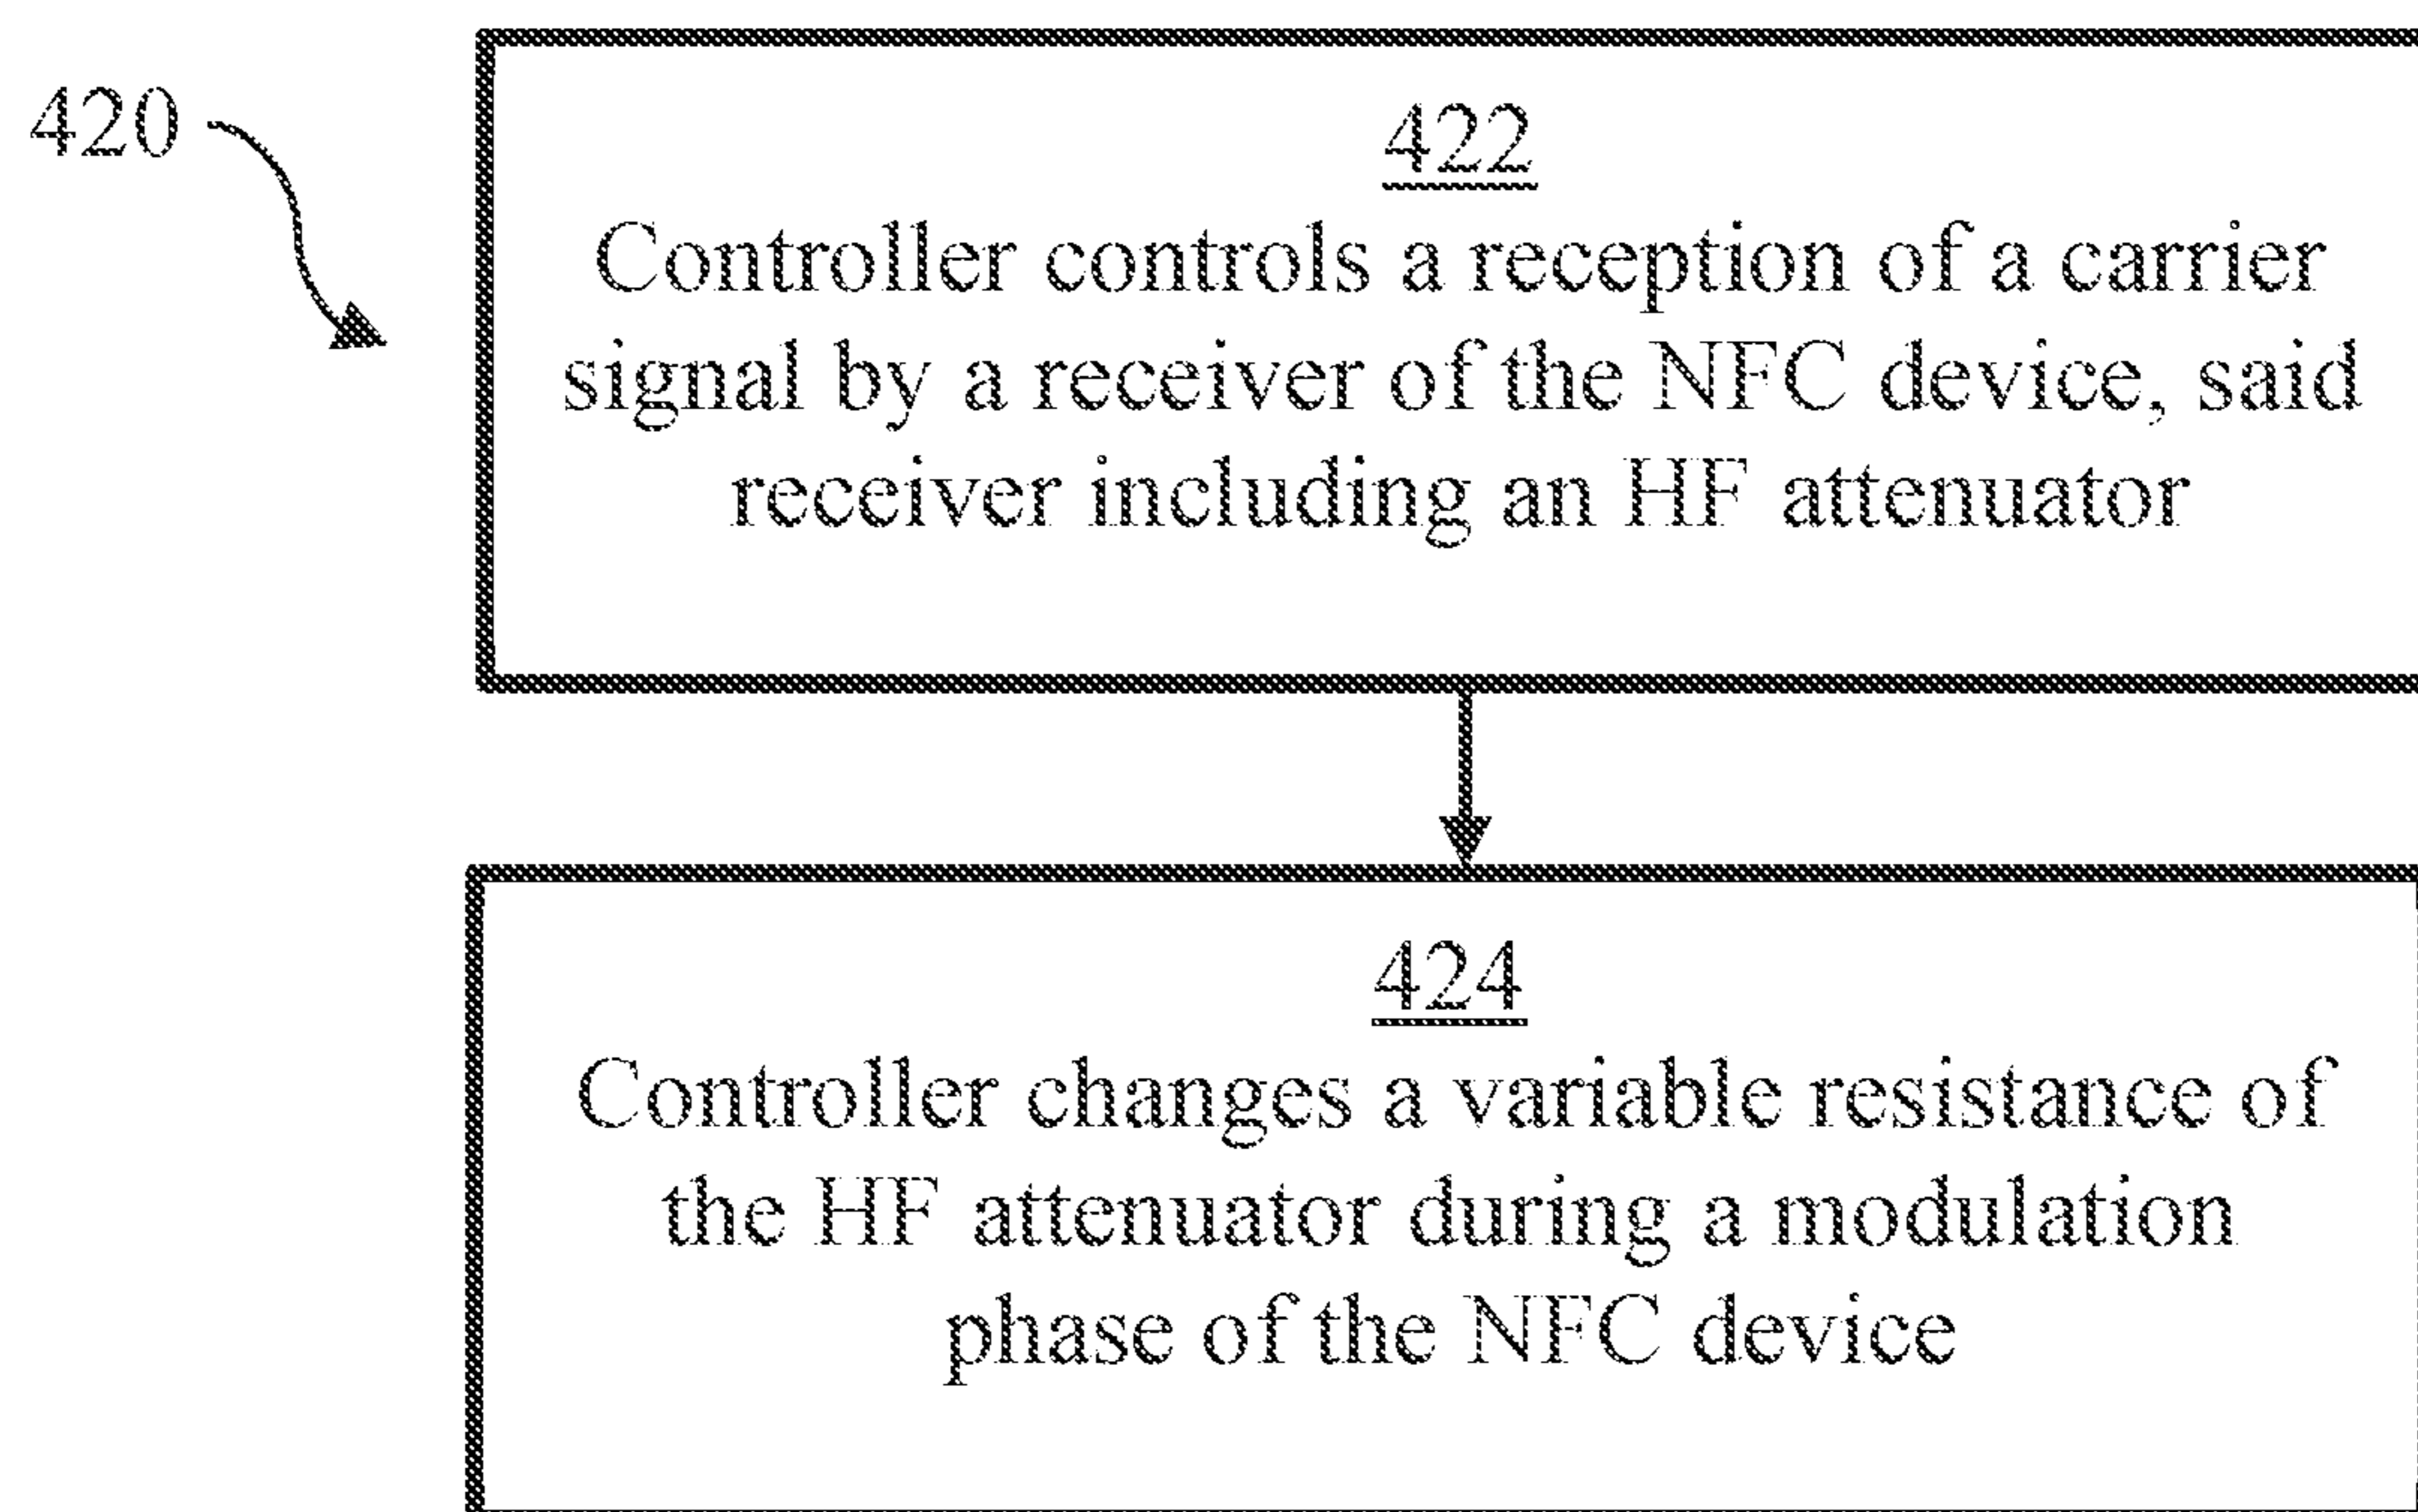 420
422
Controller controls a reception of a carrier
signal by a receiver of the NFC device, said
receiver including an HF attenuator
424
Controller changes a variable resistance of
the HF attenuator during a modulation
phase of the NFC device